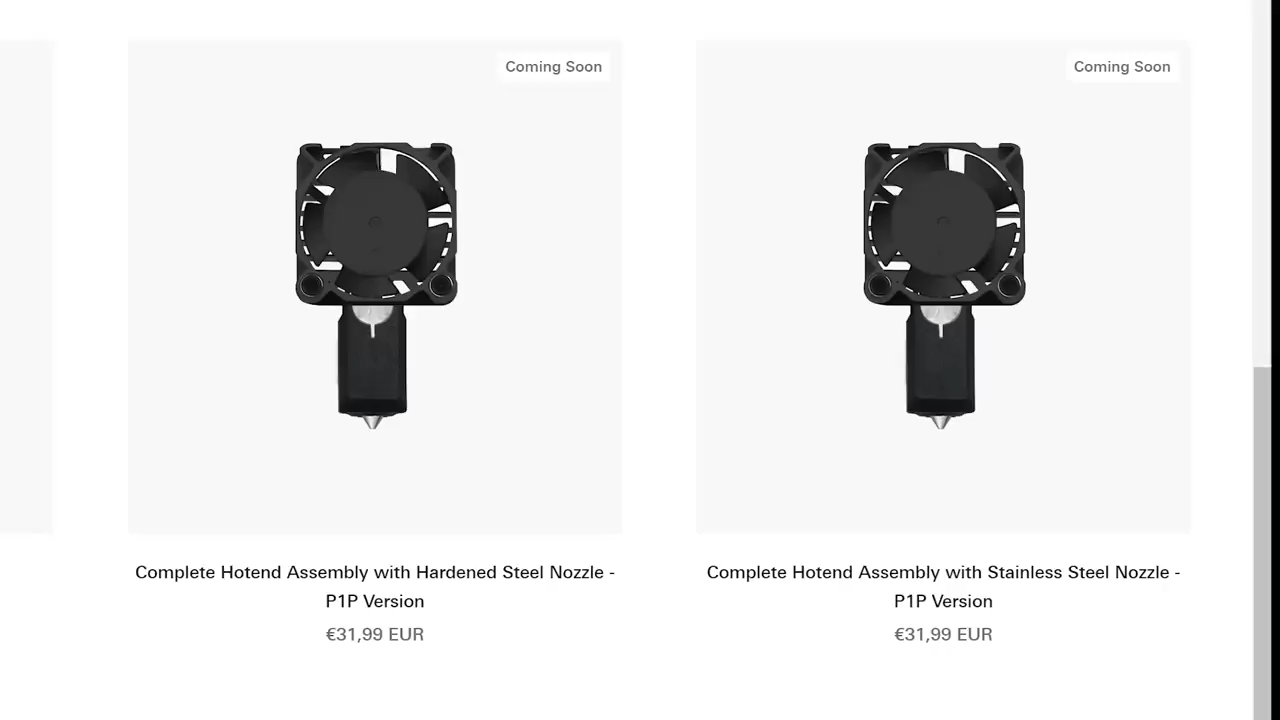 Coming Soon
Coming Soon
Complete Hotend Assembly with Hardened Steel Nozzle -
P1P Version
€31,99 EUR
Complete Hotend Assembly with Stainless Steel Nozzle -
P1P Version
€31,99 EUR